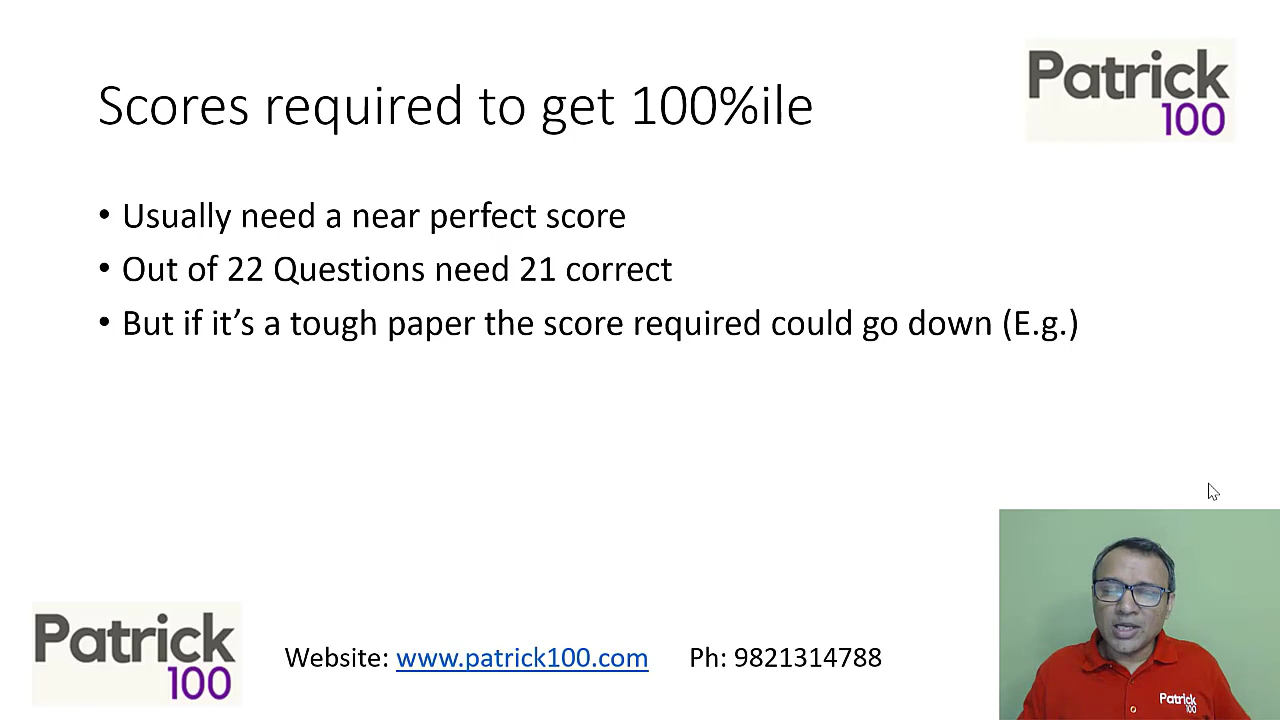 Patrick
100
Scores required to get 100%ile
• Usually need a near perfect score
• Out of 22 Questions need 21 correct
• But if it’s a tough paper the score required could go down (E.g.)
Patrick
100
Website: www.patrick100.com Ph: 9821314788
Patrick
100